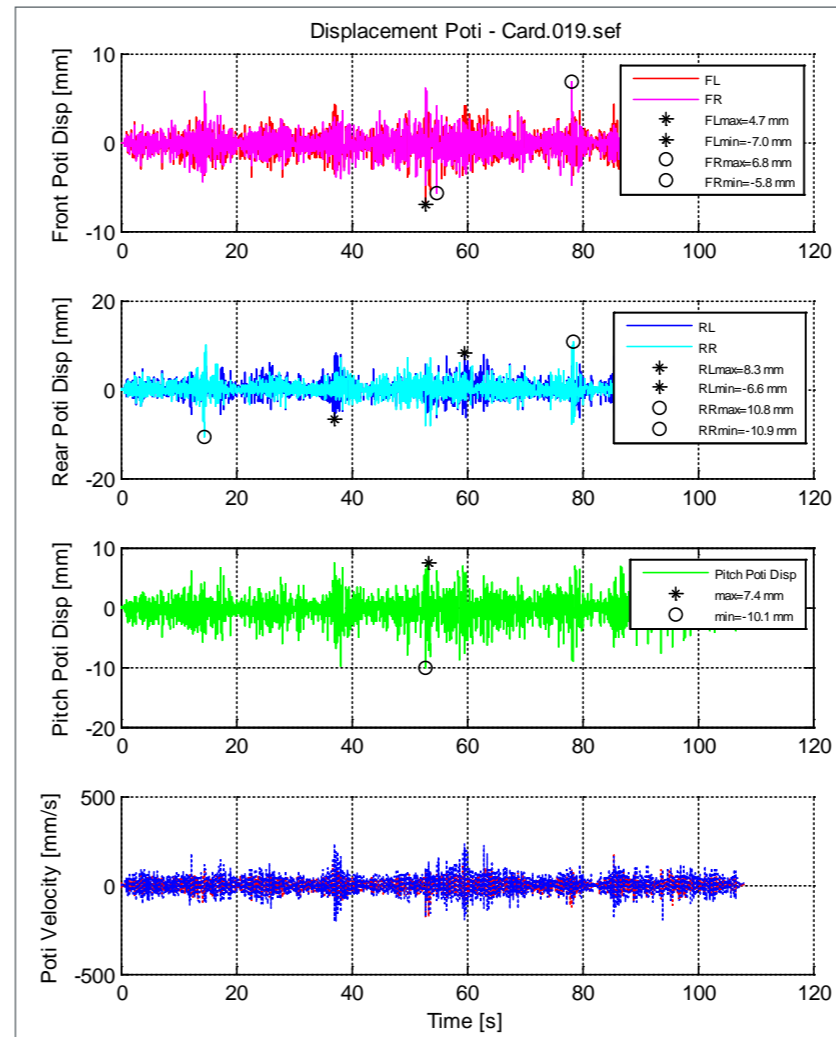 Displacement Poti - Card.019.sef
Front Poti Disp [mm]
10
0
-10
0 20 40 60 80 100 120
FL
FR
FLmax=4.7 mm
FLmin=-7.0 mm
FRmax=6.8 mm
FRmin=-5.8 mm
Rear Poti Disp [mm]
20
0
-20
0 20 40 60 80 100 120
RL
RR
RLmax=8.3 mm
RLmin=-6.6 mm
RRmax=10.8 mm
RRmin=-10.9 mm
Pitch Poti Disp [mm]
10
0
-10
-20
0 20 40 60 80 100 120
Pitch Poti Disp
max=7.4 mm
min=-10.1 mm
Poti Velocity [mm/s]
500
0
-500
0 20 40 60 80 100 120
Time [s]